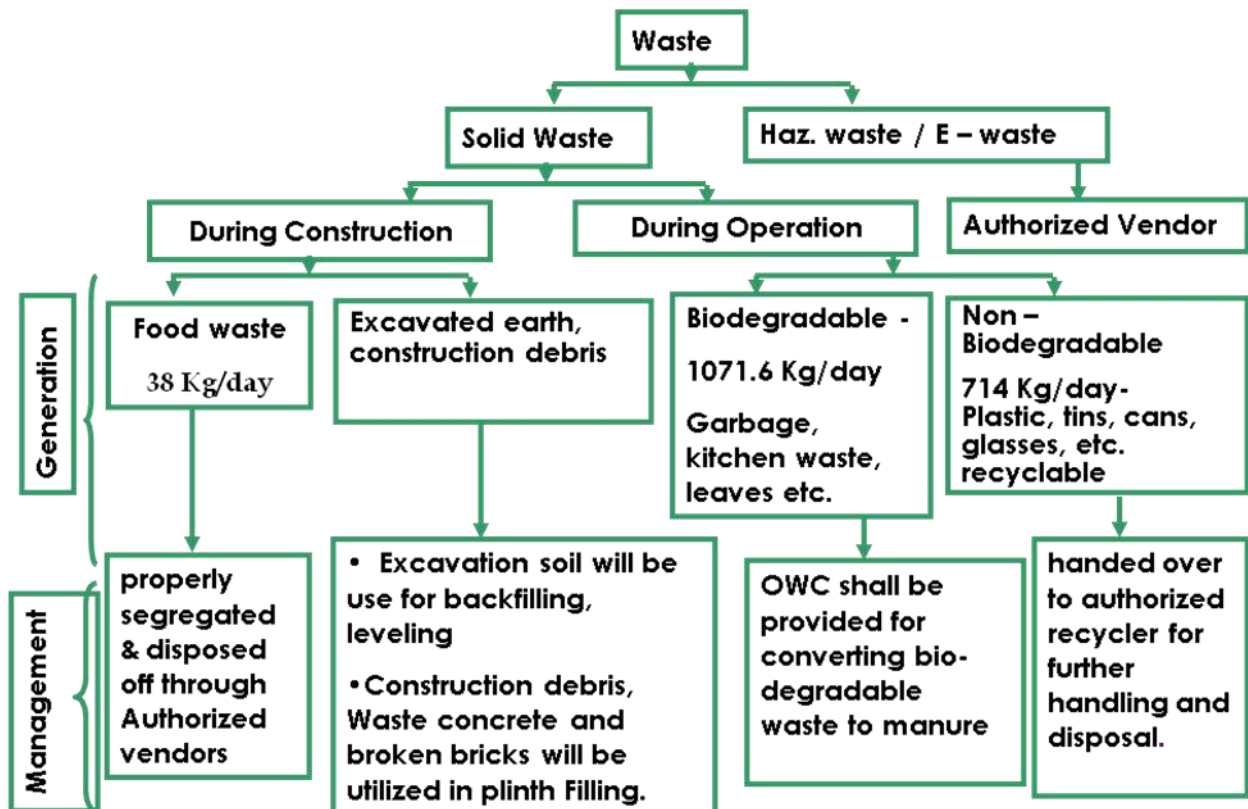 Waste
Solid Waste
Haz. waste / E – waste
During Construction
During Operation
Authorized Vendor
Generation
Food waste
38 Kg/day
Excavated earth,
construction debris
Biodegradable -
1071.6 Kg/day
Garbage,
kitchen waste,
leaves etc.
Non –
Biodegradable
714 Kg/day-
Plastic, tins, cans,
glasses, etc.
recyclable
Management
properly
segregated
& disposed
off through
Authorized
vendors
• Excavation soil will be
use for backfilling,
leveling
•Construction debris,
Waste concrete and
broken bricks will be
utilized in plinth Filling.
OWC shall be
provided for
converting bio-
degradable
waste to manure
handed over
to authorized
recycler for
further
handling and
disposal.